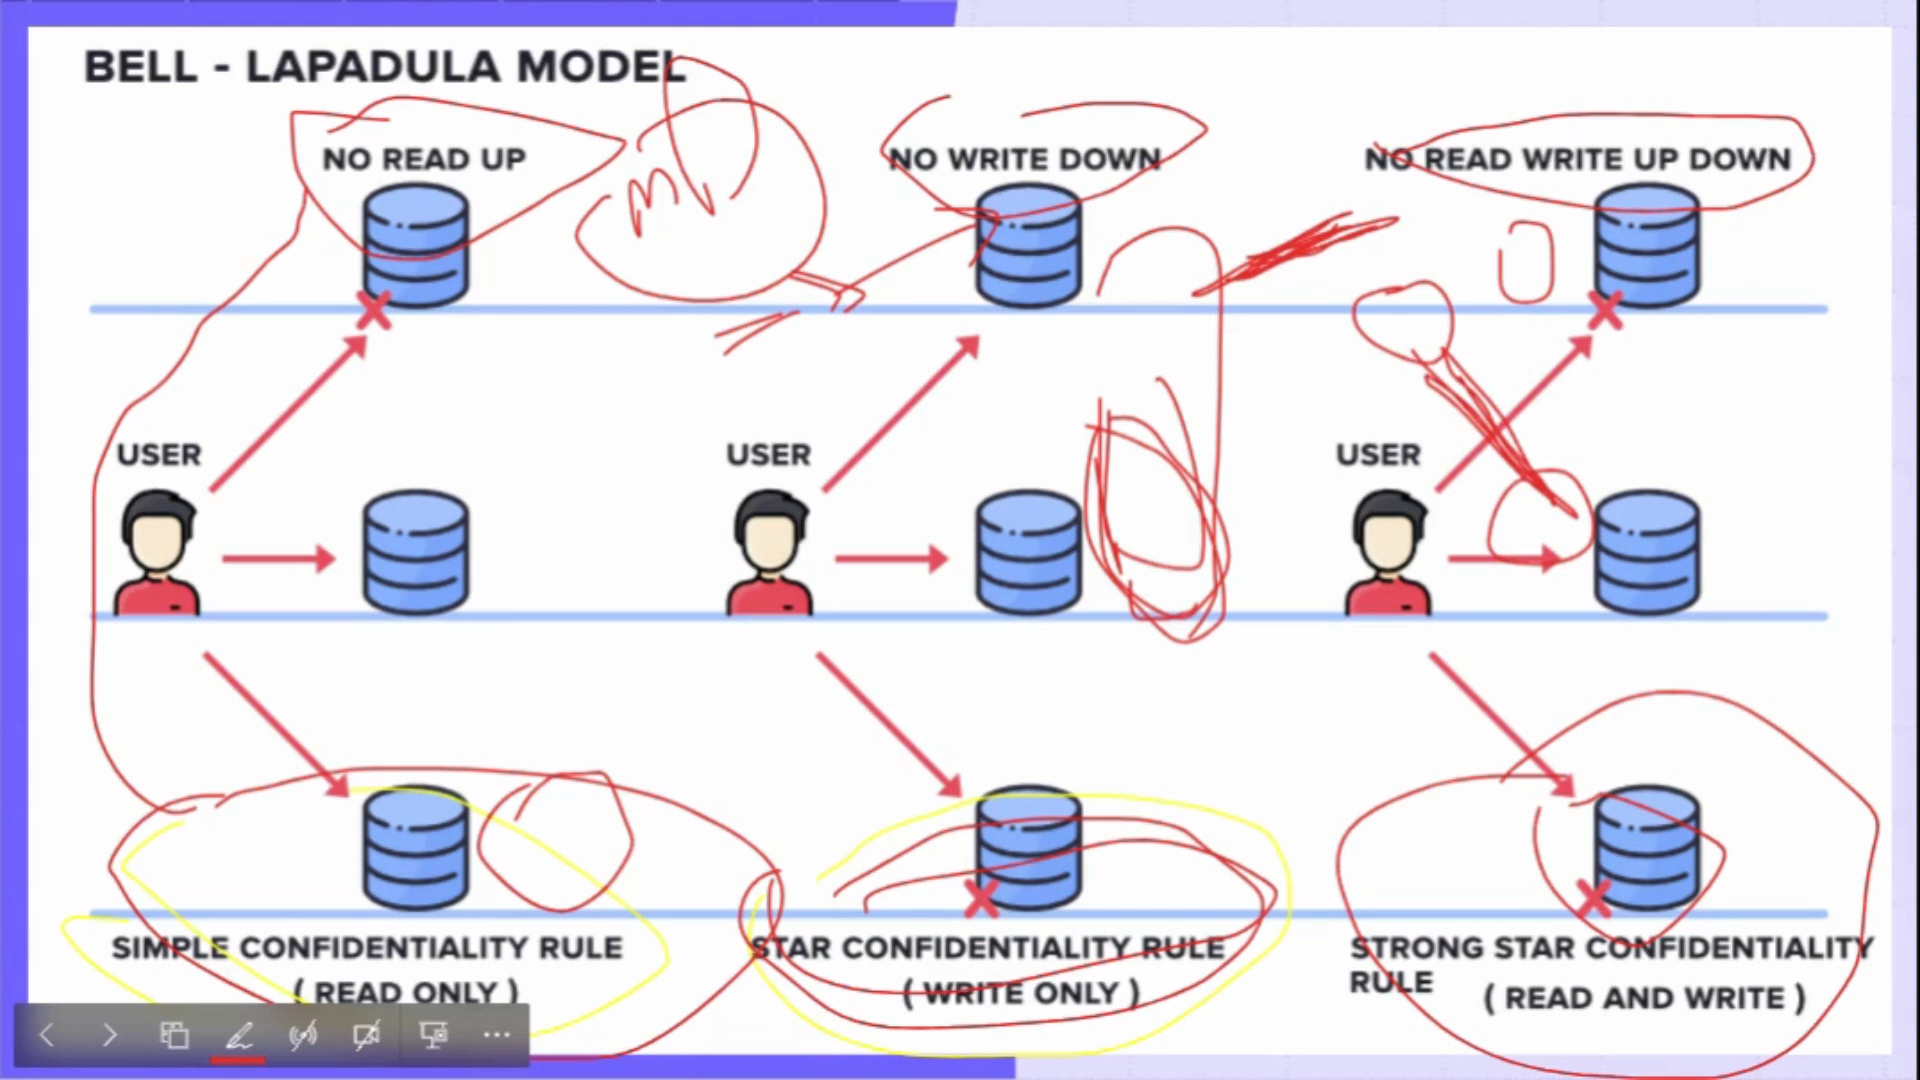 BELL - LAPADULA MODEL
NO READ UP
NO WRITE DOWN
NO READ WRITE UP DOWN
USER
USER
USER
SIMPLE CONFIDENTIALITY RULE
( READ ONLY )
STAR CONFIDENTIALITY RULE
( WRITE ONLY )
STRONG STAR CONFIDENTIALITY
RULE
( READ AND WRITE )